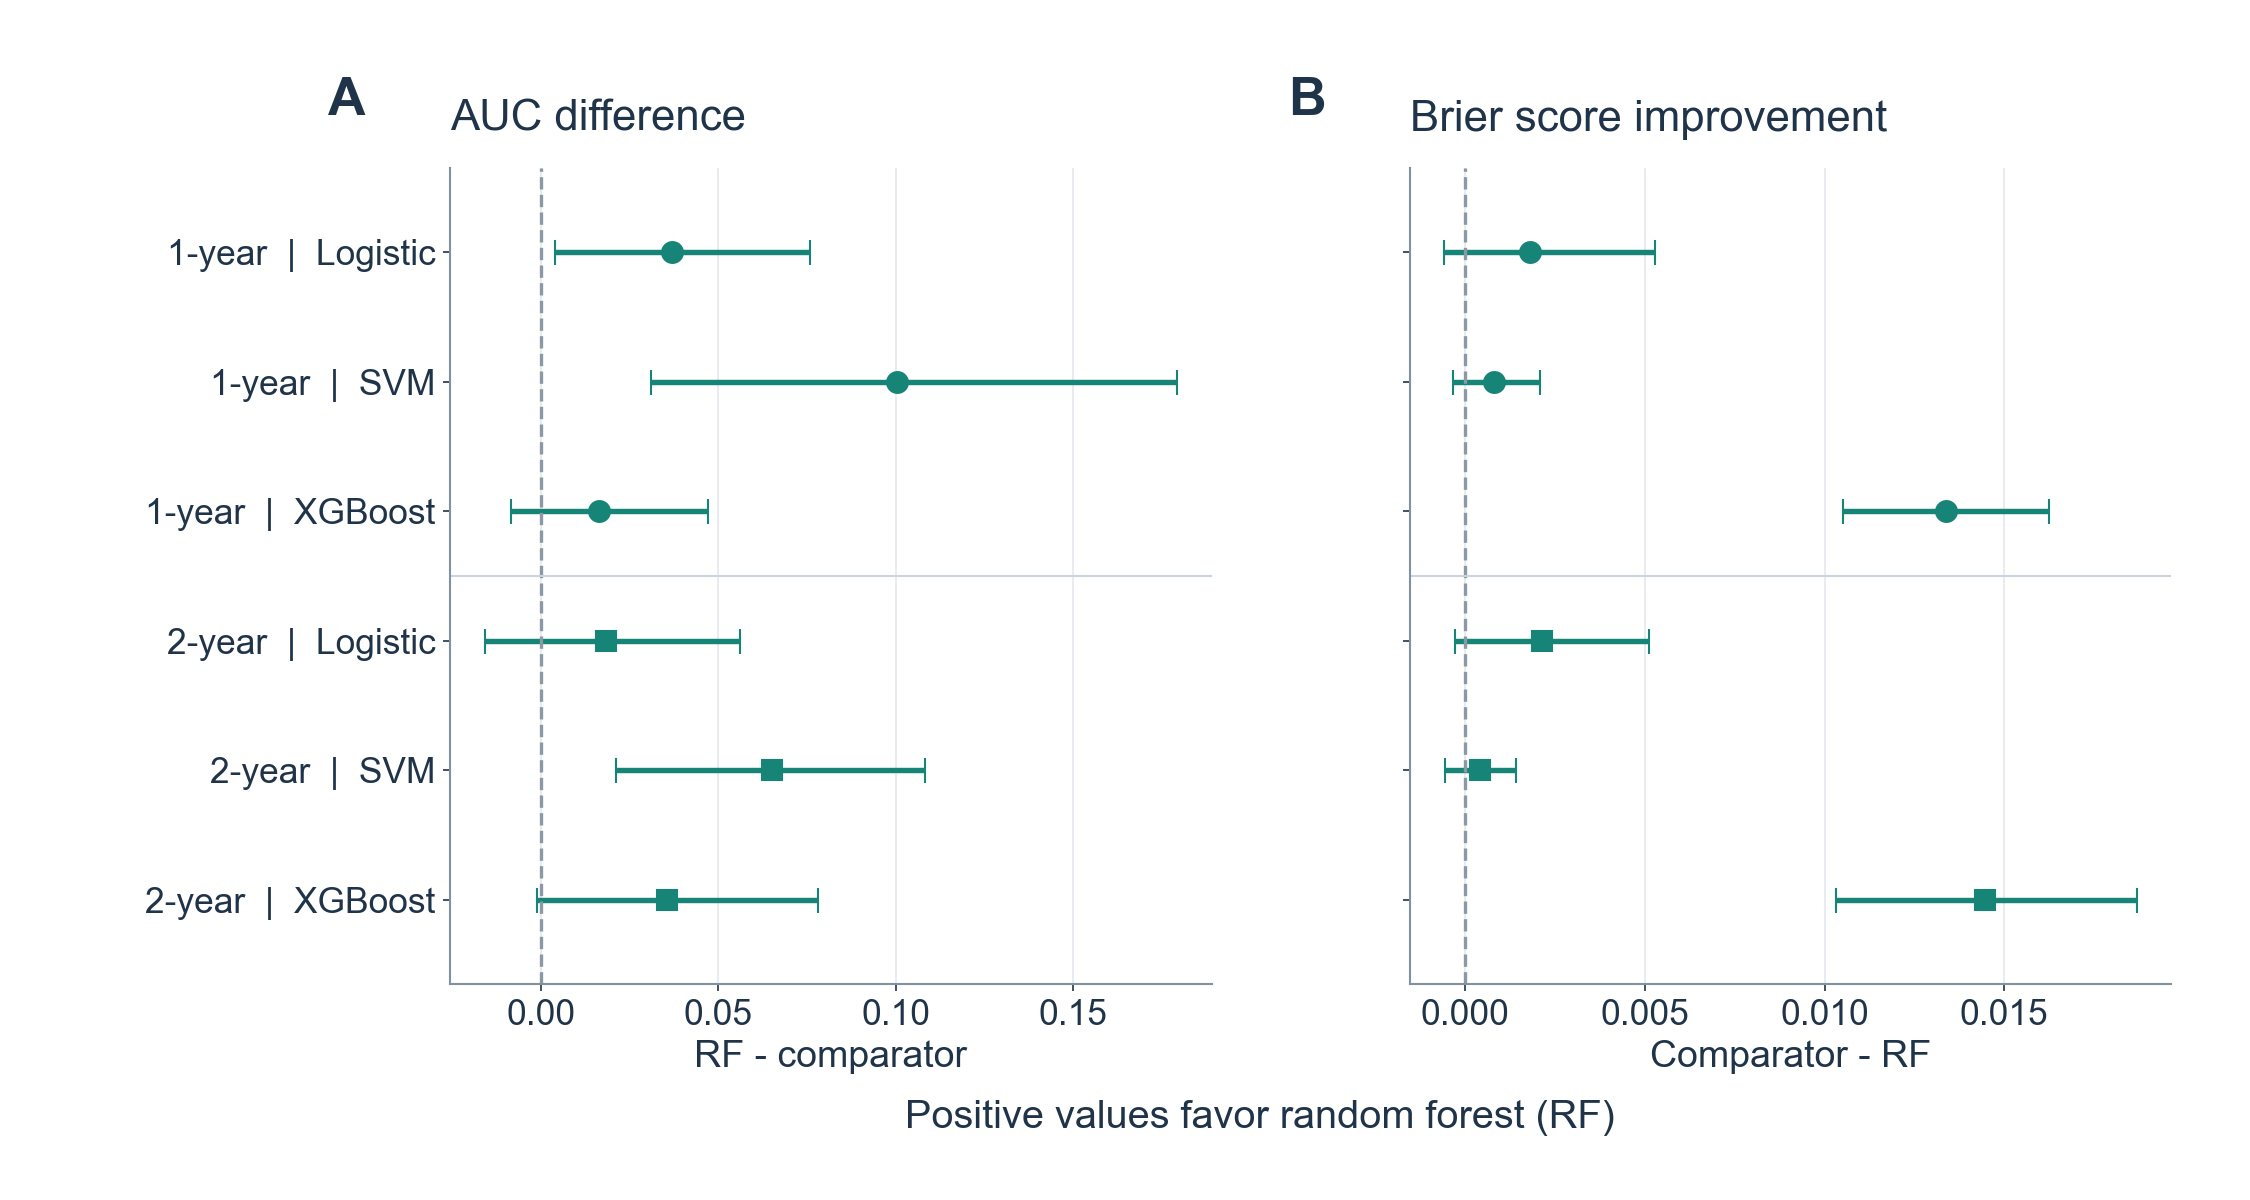 A
AUC difference
B
Brier score improvement
1-year | Logistic
1-year | SVM
1-year | XGBoost
2-year | Logistic
2-year | SVM
2-year | XGBoost
0.00 0.05 0.10 0.15
RF - comparator
0.000 0.005 0.010 0.015
Comparator - RF
Positive values favor random forest (RF)